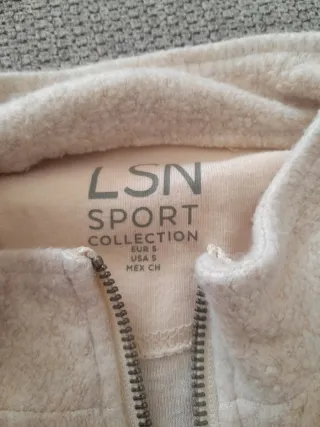 LSN
SPORT
COLLECTION
EUR S
USA S
MEX CH